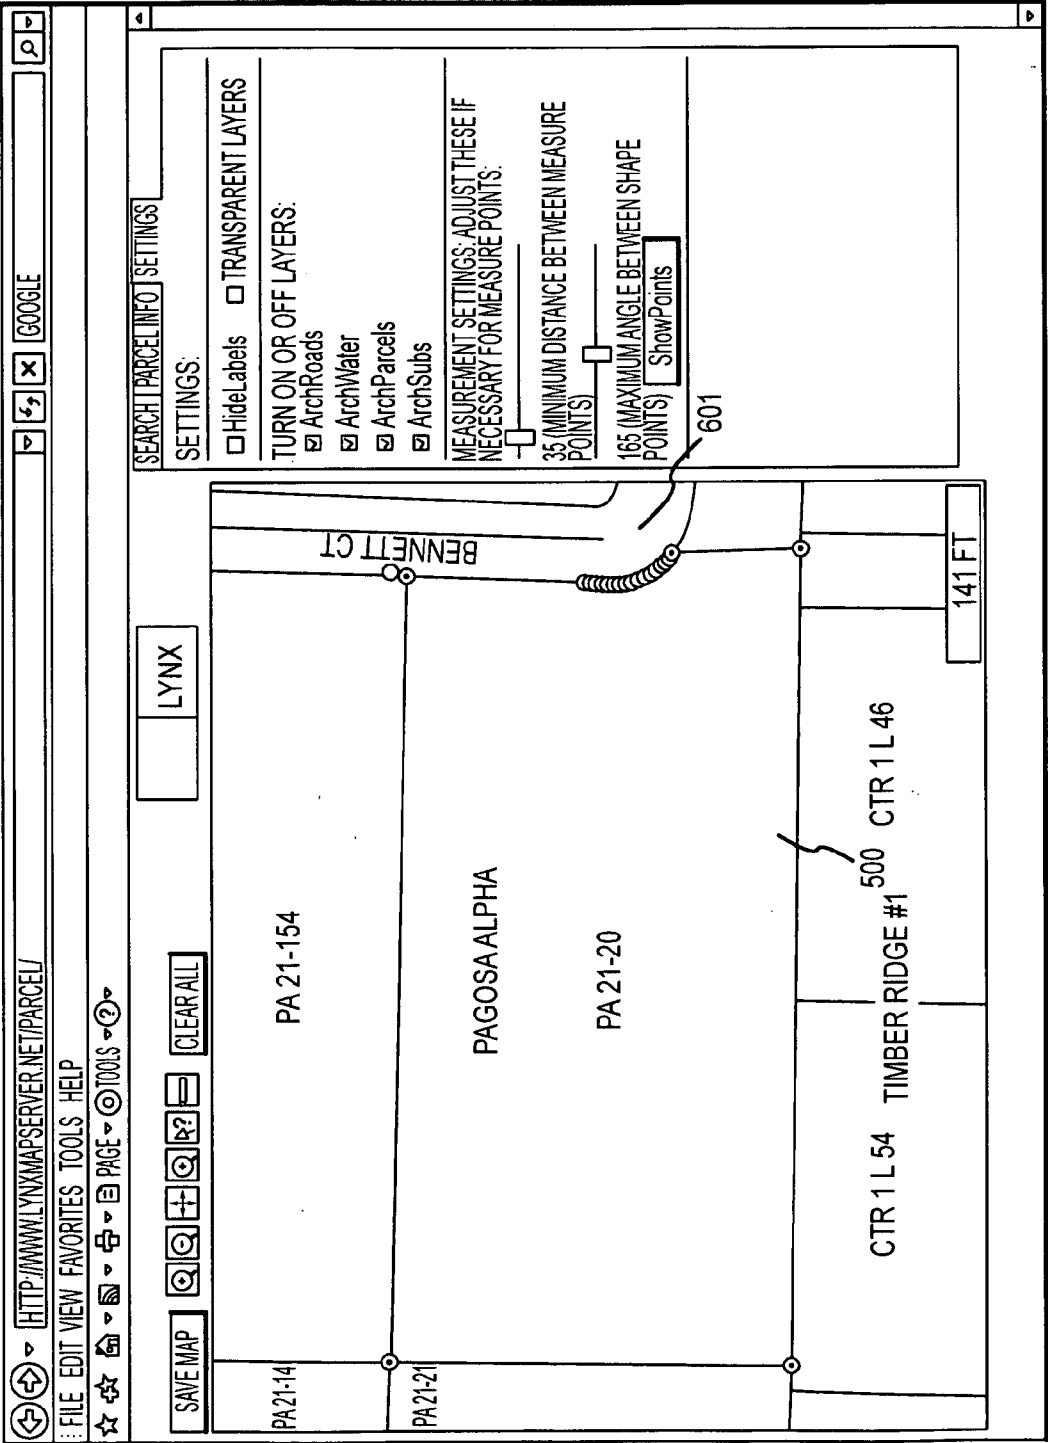 HTTP://WWW.LYNXMAPSERVER.NET/PARCEL/
GOOGLE
FILE EDIT VIEW FAVORITES TOOLS HELP
PAGE TOOLS
SAVE MAP
CLEAR ALL
LYNX
SEARCH | PARCEL INFO | SETTINGS
SETTINGS:
HideLabels TRANSPARENT LAYERS
TURN ON OR OFF LAYERS:
ArchRoads
ArchWater
ArchParcels
ArchSubs
MEASUREMENT SETTINGS: ADJUST THESE IF
NECESSARY FOR MEASURE POINTS:
35 (MINIMUM DISTANCE BETWEEN MEASURE
POINTS)
165 (MAXIMUM ANGLE BETWEEN SHAPE
POINTS) ShowPoints
601
PA 21-14
PA 21-154
BENNETT CT
PA 21-21
PAGOSA ALPHA
PA 21-20
500
CTR 1 L 54
TIMBER RIDGE #1
CTR 1 L 46
141 FT